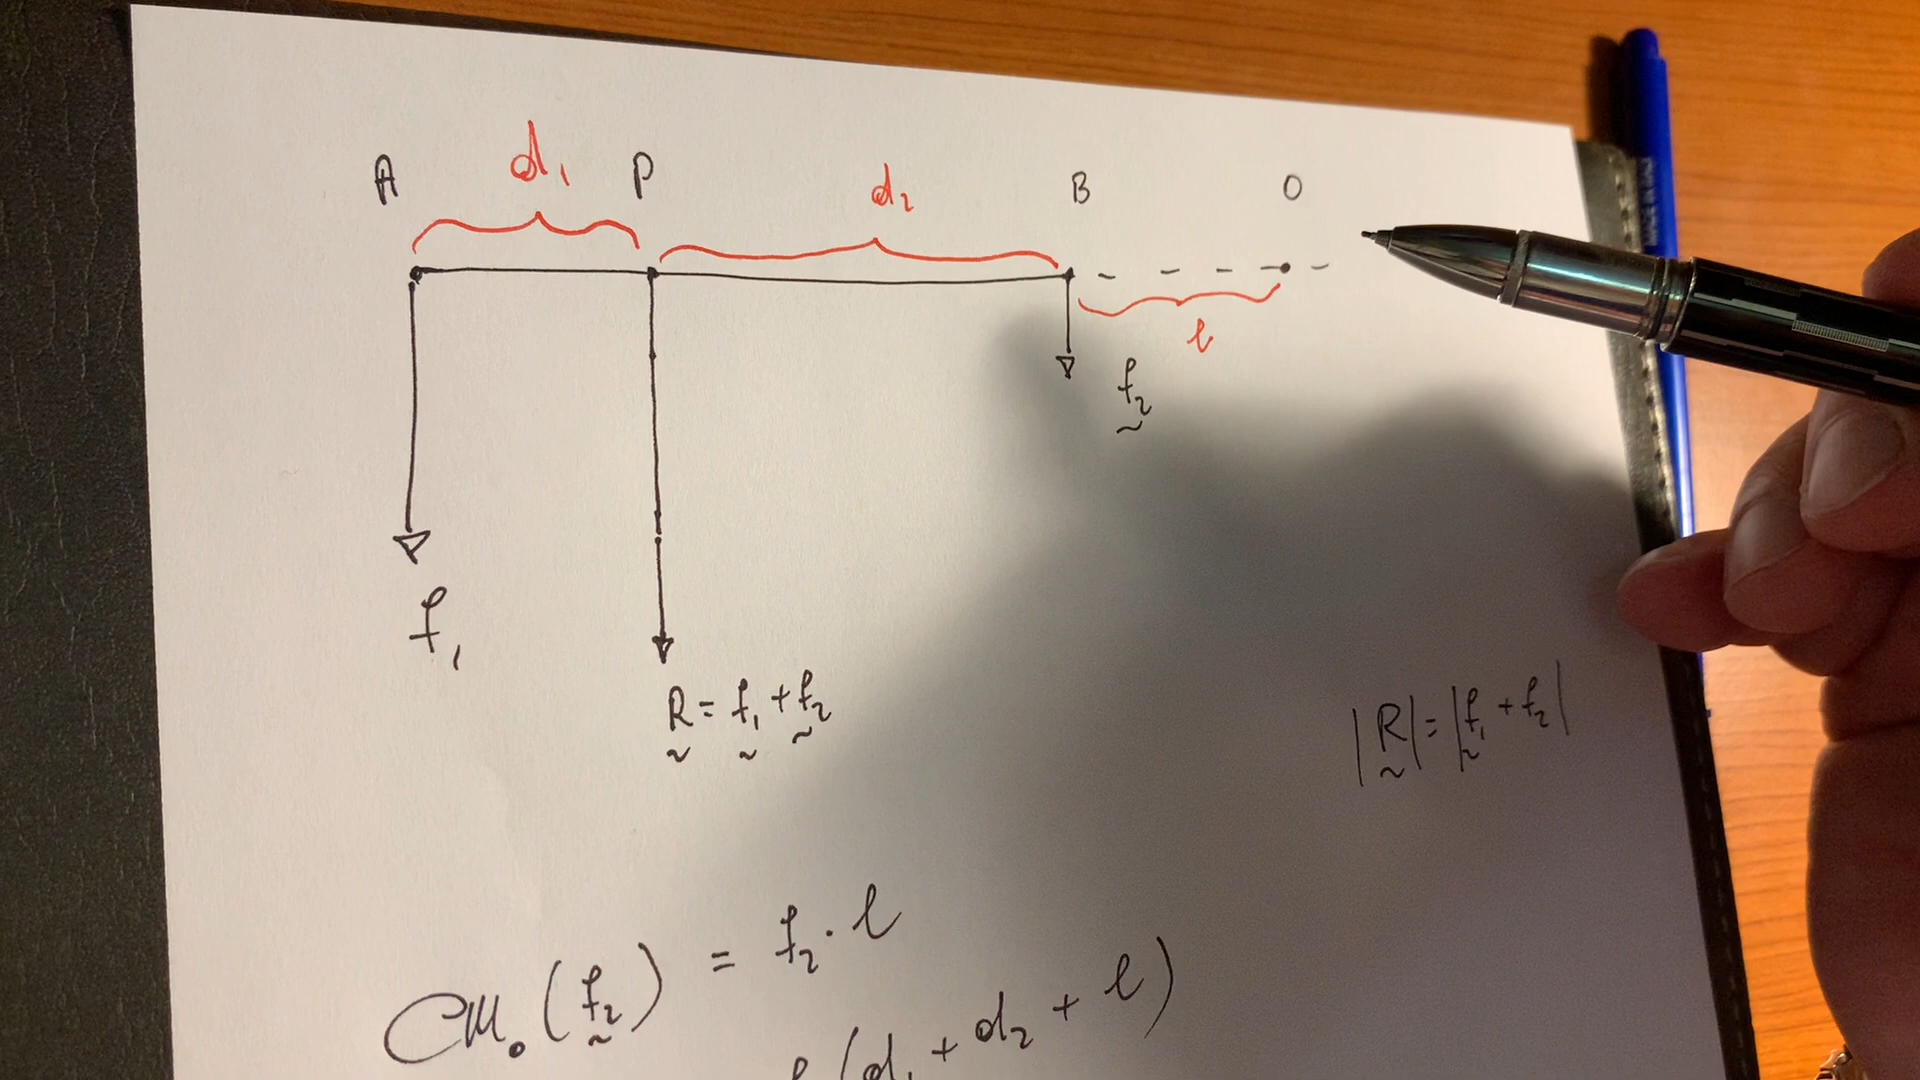 A d₁ P d₂ B O
l
f₂
f₁
R = f₁ + f₂
|R| = |f₁ + f₂|
M₀(f₂) = f₂ · l
(d₁ + d₂ + l)